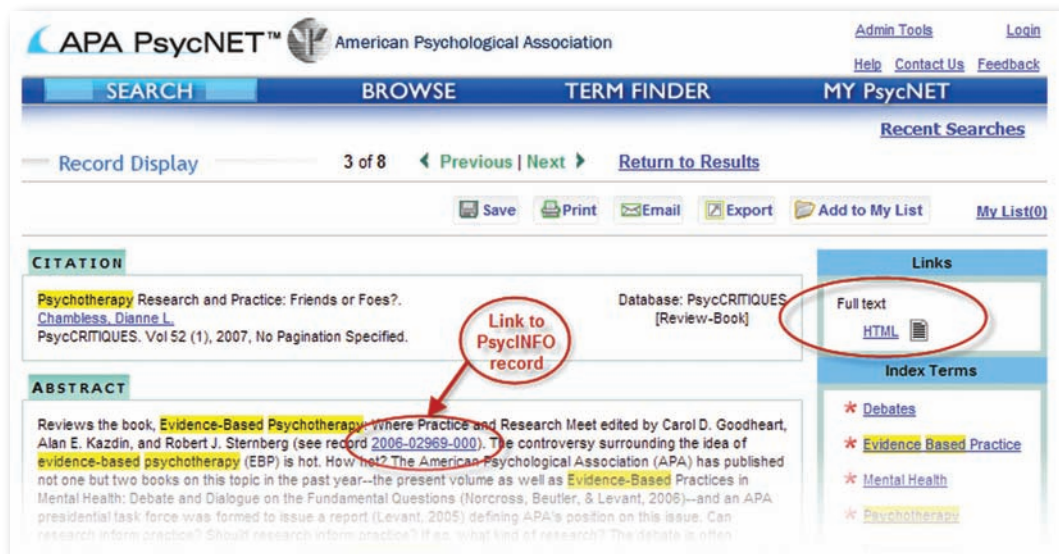 APA PsycNET™ American Psychological Association
Admin Tools Login
Help Contact Us Feedback
SEARCH BROWSE TERM FINDER MY PsycNET
Recent Searches
Record Display 3 of 8 Previous | Next Return to Results
Save Print Email Export Add to My List My List(0)
CITATION
Psychotherapy Research and Practice: Friends or Foes?.
Chambless, Dianne L.
PsycCRITIQUES. Vol 52 (1), 2007, No Pagination Specified.
Database: PsycCRITIQUES
[Review-Book]
Link to
PsycINFO
record
Links
Full text
HTML
ABSTRACT
Reviews the book, Evidence-Based Psychotherapy: Where Practice and Research Meet edited by Carol D. Goodheart,
Alan E. Kazdin, and Robert J. Sternberg (see record 2006-02969-000). The controversy surrounding the idea of
evidence-based psychotherapy (EBP) is hot. How hot? The American Psychological Association (APA) has published
not one but two books on this topic in the past year--the present volume as well as Evidence-Based Practices in
Mental Health: Debate and Dialogue on the Fundamental Questions (Norcross, Beutler, & Levant, 2006)--and an APA
presidential task force was formed to issue a report (Levant, 2005) defining APA's position on this issue. Can
research inform practice? Should research inform practice? If so, what kind of research? The debate is often
Index Terms
* Debates
* Evidence Based Practice
* Mental Health
* Psychotherapy